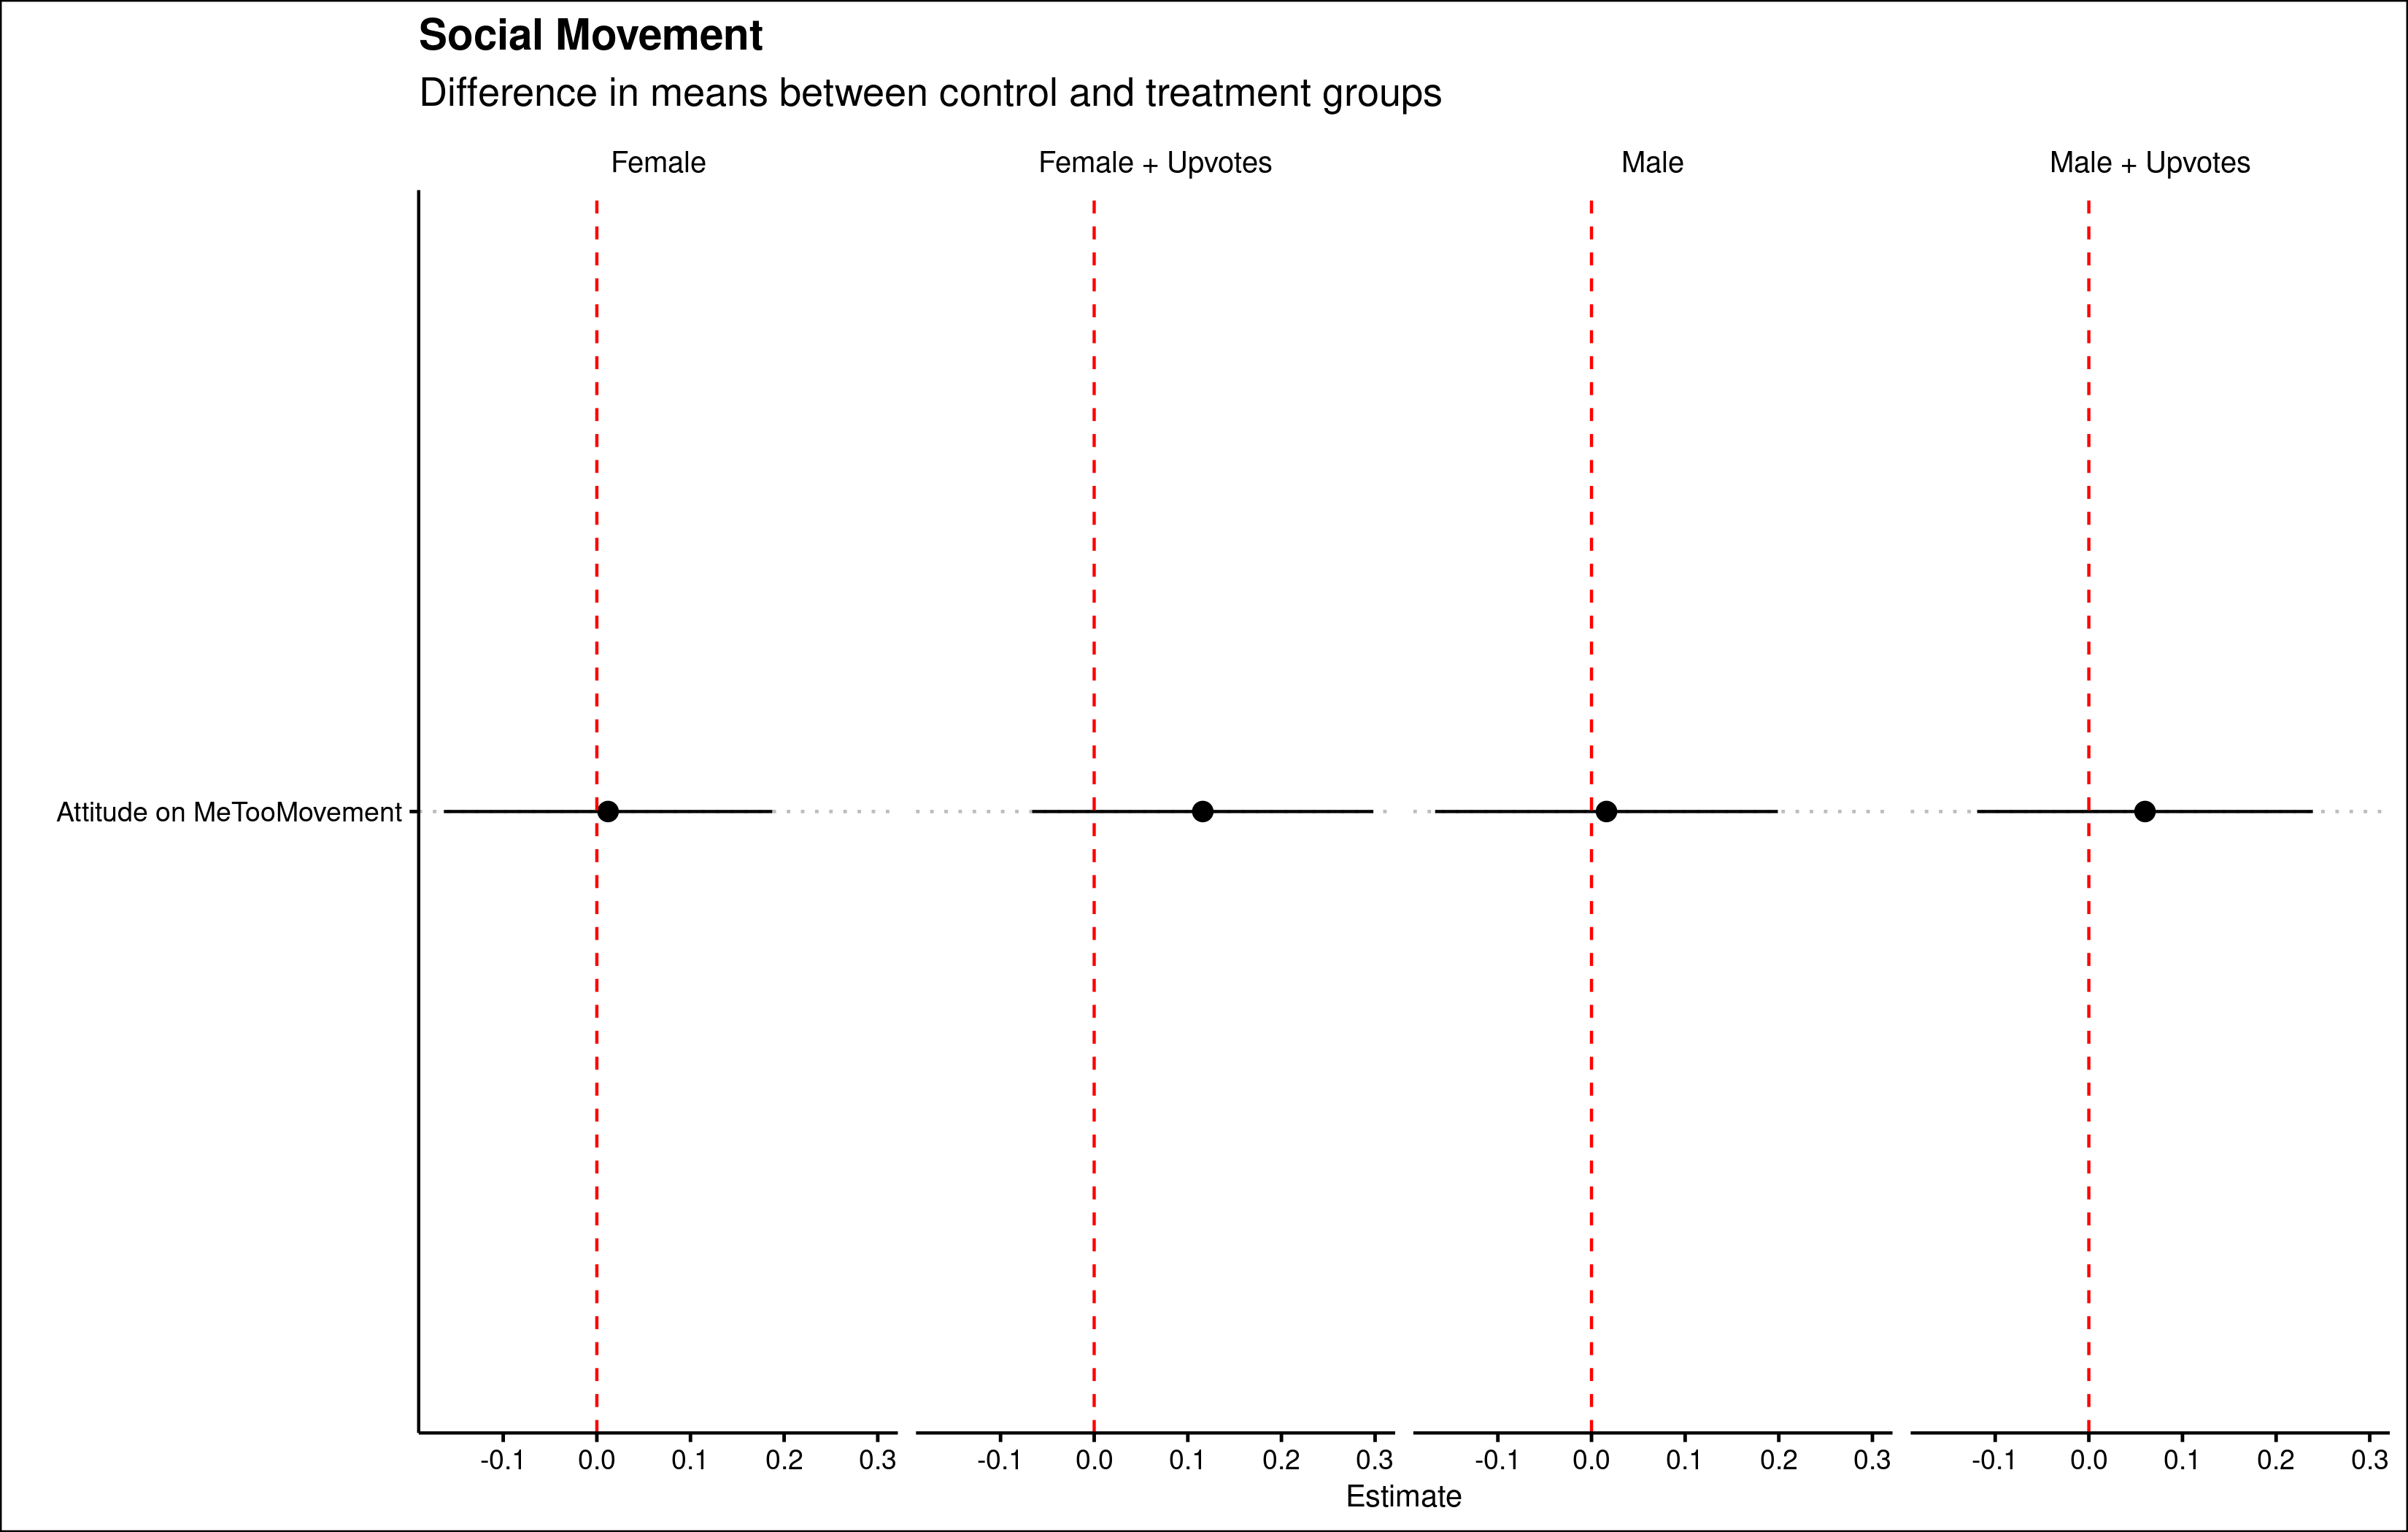 Social Movement
Difference in means between control and treatment groups
Female Female + Upvotes Male Male + Upvotes
Attitude on MeTooMovement
-0.1 0.0 0.1 0.2 0.3 -0.1 0.0 0.1 0.2 0.3 -0.1 0.0 0.1 0.2 0.3 -0.1 0.0 0.1 0.2 0.3
Estimate